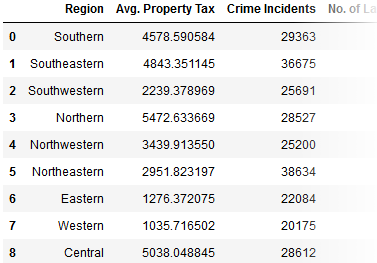 Region Avg. Property Tax Crime Incidents No. of La
0 Southern 4578.590584 29363
1 Southeastern 4843.351145 36675
2 Southwestern 2239.378969 25691
3 Northern 5472.633669 28527
4 Northwestern 3439.913550 25200
5 Northeastern 2951.823197 38634
6 Eastern 1276.372075 22084
7 Western 1035.716502 20175
8 Central 5038.048845 28612